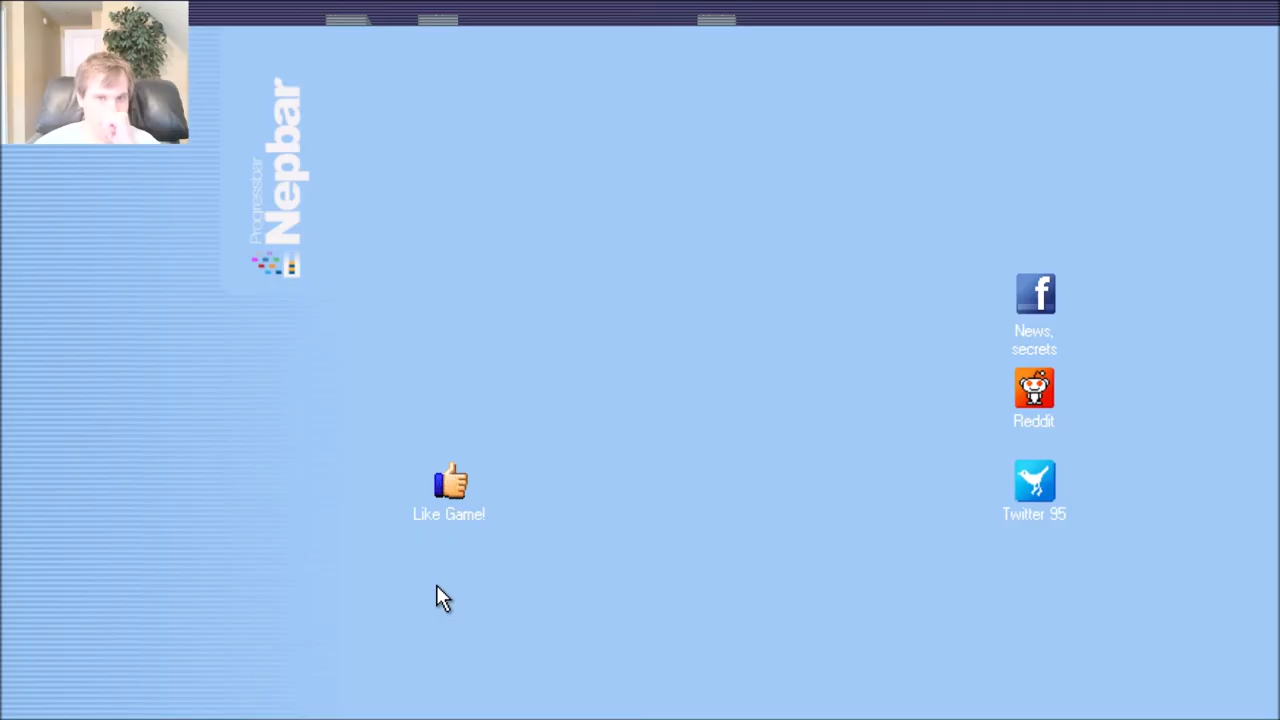 Progressbar
Nepbar
f
News,
secrets
Reddit
Like Game!
Twitter 95